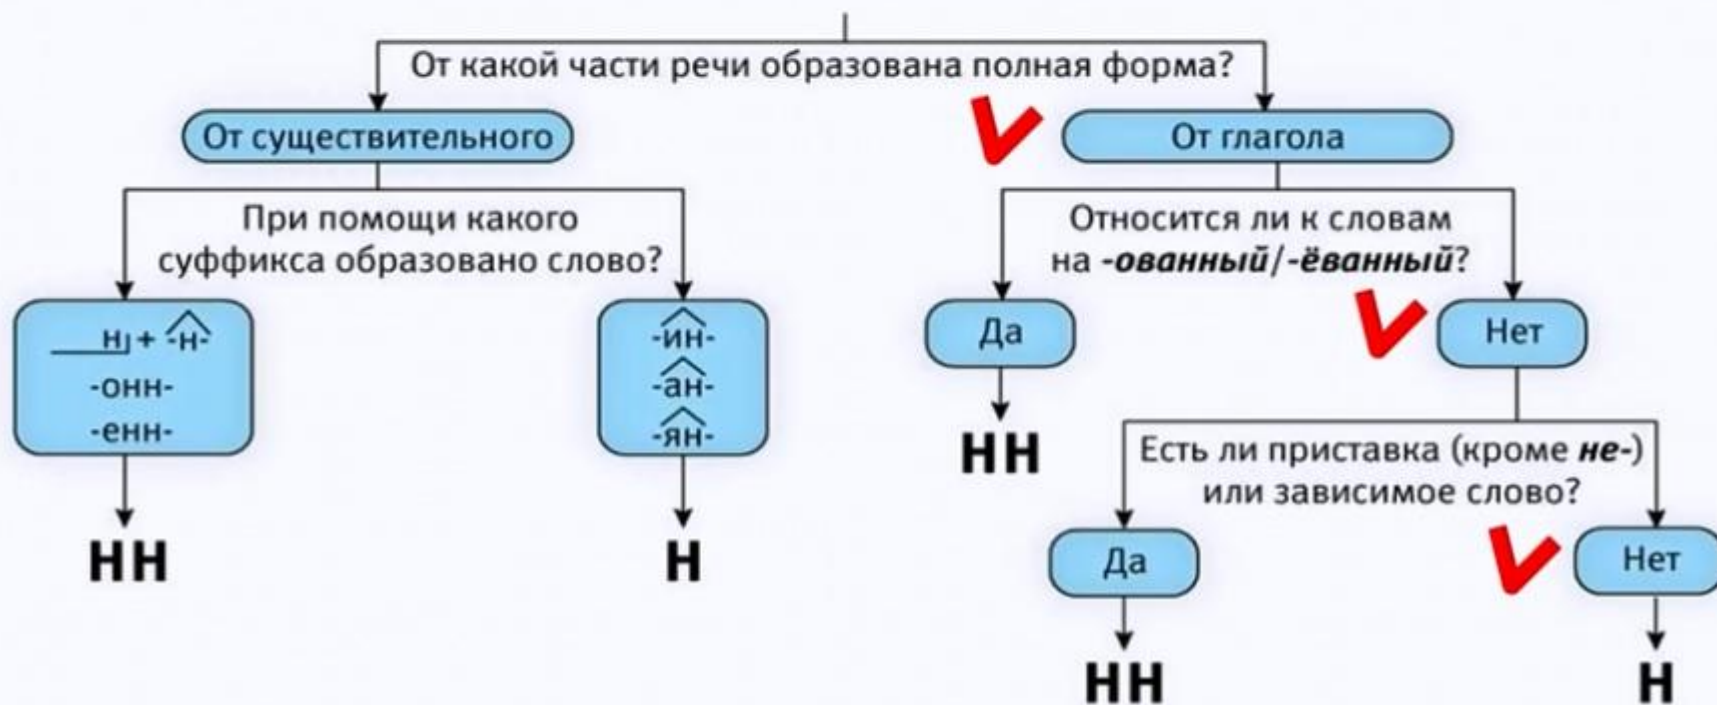 От какой части речи образована полная форма?
От существительного
От глагола
При помощи какого
суффикса образовано слово?
Относится ли к словам
на -ованный/-ёванный?
н + -н-
-онн-
-енн-
-ин-
-ан-
-ян-
Да
Нет
НН
Н
НН
Есть ли приставка (кроме не-)
или зависимое слово?
Да
Нет
НН
Н